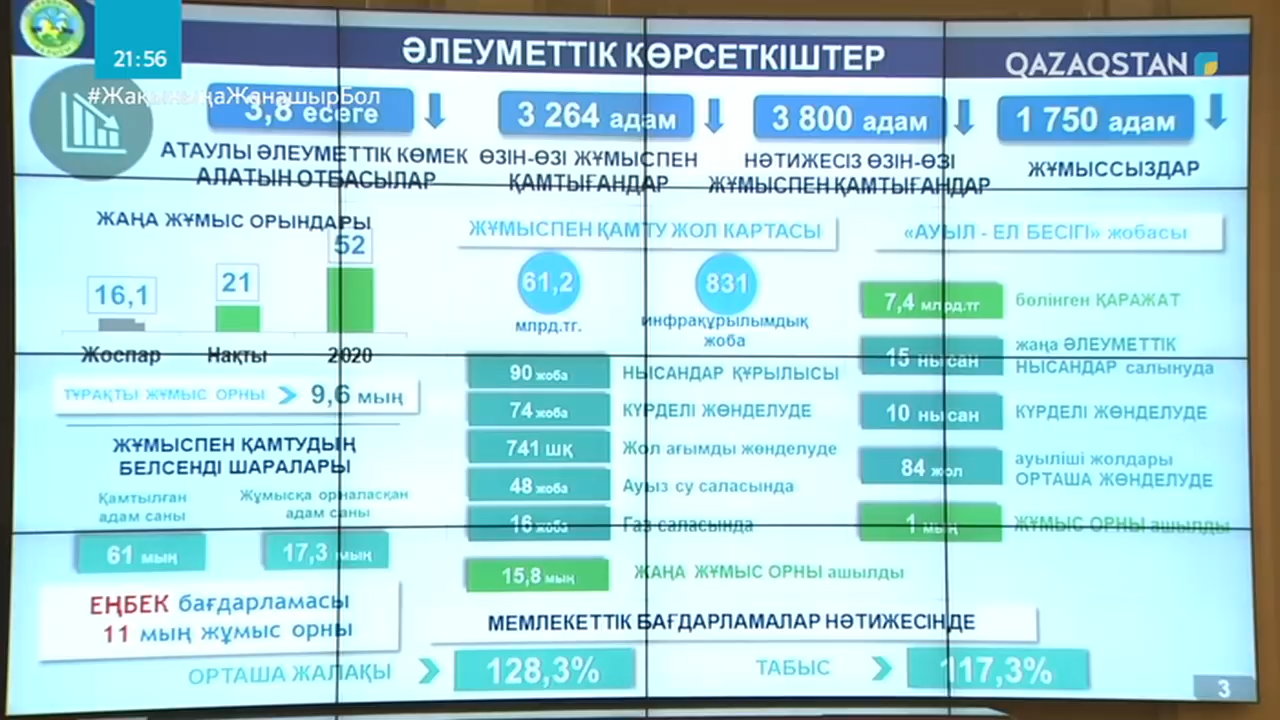 21:56
ӘЛЕУМЕТТІК КӨРСЕТКІШТЕР
QAZAQSTAN
#ЖақыныңаЖанашырБол
3,8 есеге
3 264 адам
3 800 адам
1 750 адам
АТАУЛЫ ӘЛЕУМЕТТІК КӨМЕК
АЛАТЫН ОТБАСЫЛАР
ӨЗІН-ӨЗІ ЖҰМЫСПЕН
ҚАМТЫҒАНДАР
НӘТИЖЕСІЗ ӨЗІН-ӨЗІ
ЖҰМЫСПЕН ҚАМТЫҒАНДАР
ЖҰМЫССЫЗДАР
ЖАҢА ЖҰМЫС ОРЫНДАРЫ
16,1
21
52
Жоспар
Нақты
2020
ТҰРАҚТЫ ЖҰМЫС ОРНЫ
9,6 мың
ЖҰМЫСПЕН ҚАМТУДЫҢ
БЕЛСЕНДІ ШАРАЛАРЫ
Қамтылған
адам саны
Жұмысқа орналасқан
адам саны
61 мың
17,3 мың
ЕҢБЕК бағдарламасы
11 мың жұмыс орны
ЖҰМЫСПЕН ҚАМТУ ЖОЛ КАРТАСЫ
61,2
млрд.тг.
831
инфрақұрылымдық
жоба
90 жоба
НЫСАНДАР ҚҰРЫЛЫСЫ
74 жоба
КҮРДЕЛІ ЖӨНДЕЛУДЕ
741 шқ
Жол ағымды жөнделуде
48 жоба
Ауыз су саласында
16 жоба
Газ саласында
15,8 мың
ЖАҢА ЖҰМЫС ОРНЫ ашылды
«АУЫЛ - ЕЛ БЕСІГІ» жобасы
7,4 млрд.тг
бөлінген ҚАРАЖАТ
15 нысан
жаңа ӘЛЕУМЕТТІК
НЫСАНДАР салынуда
10 нысан
КҮРДЕЛІ ЖӨНДЕЛУДЕ
84 жол
ауылішi жолдары
ОРТАША ЖӨНДЕЛУДЕ
1 мың
ЖҰМЫС ОРНЫ ашылды
МЕМЛЕКЕТТІК БАҒДАРЛАМАЛАР НӘТИЖЕСІНДЕ
ОРТАША ЖАЛАҚЫ
128,3%
ТАБЫС
117,3%
3